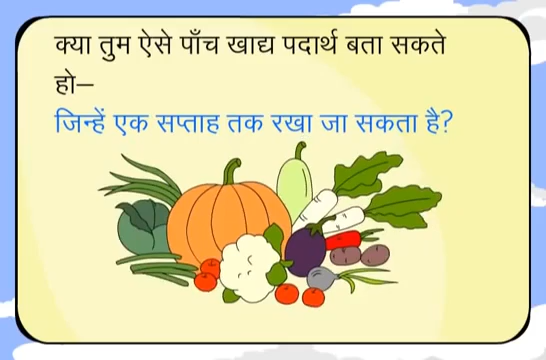 क्या तुम ऐसे पाँच खाद्य पदार्थ बता सकते
हो–
जिन्हें एक सप्ताह तक रखा जा सकता है?